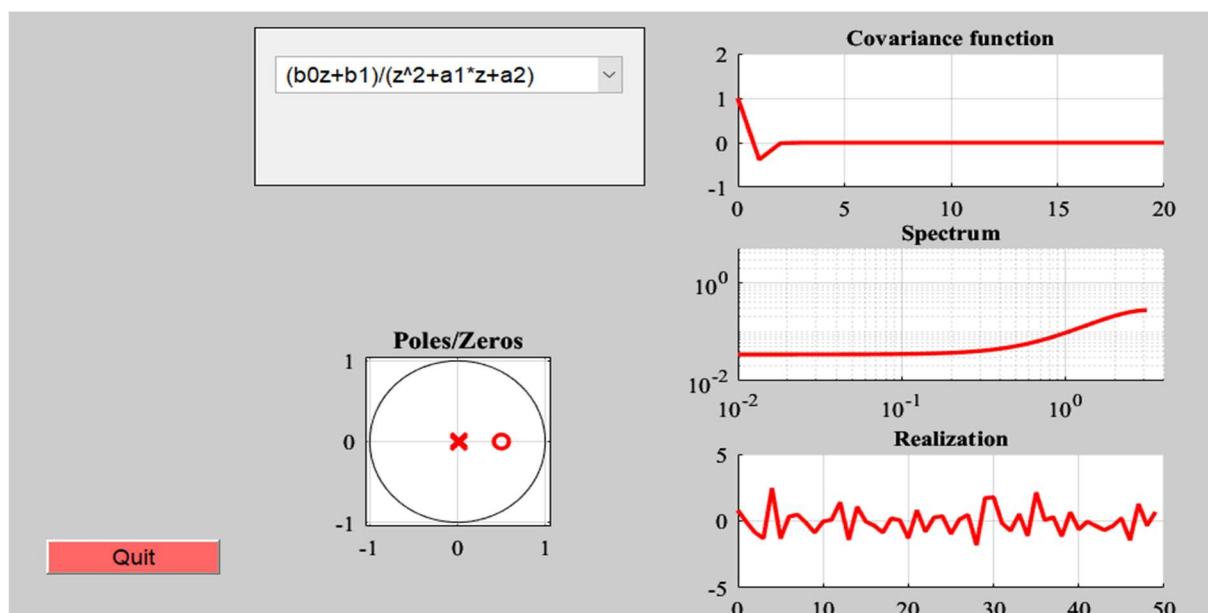 (b0z+b1)/(z^2+a1*z+a2)
Covariance function
2
1
0
-1
0 5 10 15 20
Spectrum
10^0
10^-2
10^-2 10^-1 10^0
Poles/Zeros
1
0
-1
-1 0 1
Realization
5
0
-5
0 10 20 30 40 50
Quit